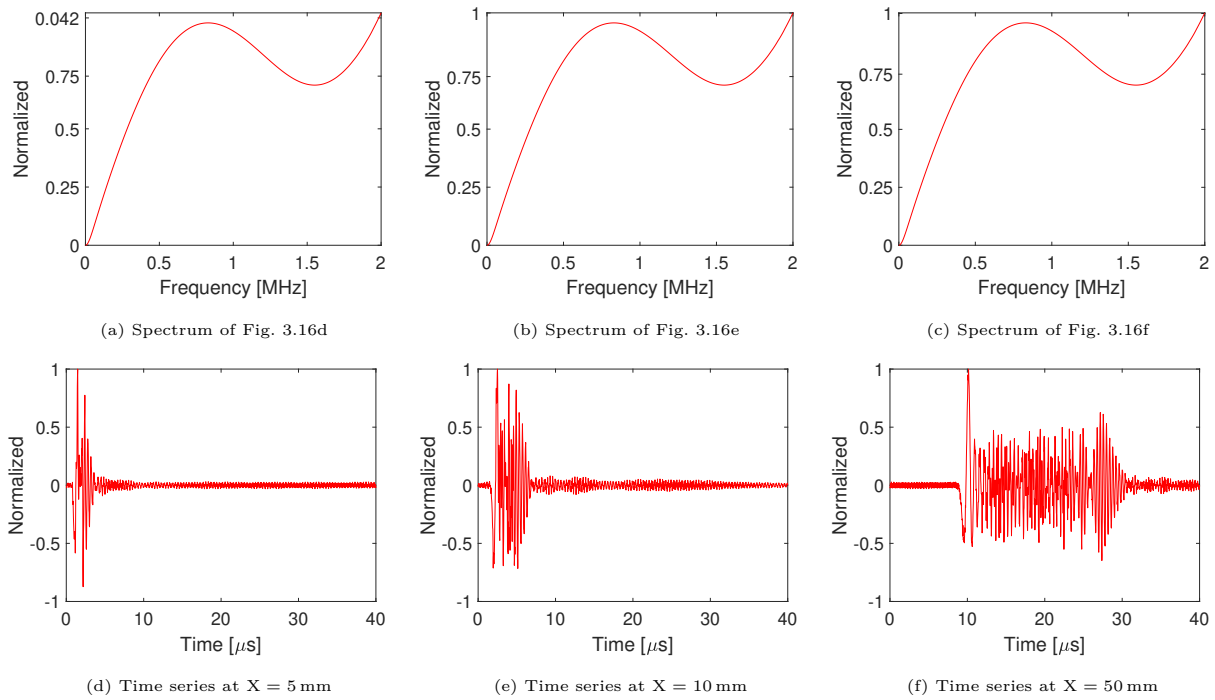 0.042
0.75
0.5
0.25
0
0 0.5 1 1.5 2
Normalized
Frequency [MHz]
(a) Spectrum of Fig. 3.16d
1
0.75
0.5
0.25
0
0 0.5 1 1.5 2
Normalized
Frequency [MHz]
(b) Spectrum of Fig. 3.16e
1
0.75
0.5
0.25
0
0 0.5 1 1.5 2
Normalized
Frequency [MHz]
(c) Spectrum of Fig. 3.16f
1
0.5
0
-0.5
-1
0 10 20 30 40
Normalized
Time [μs]
(d) Time series at X = 5 mm
1
0.5
0
-0.5
-1
0 10 20 30 40
Normalized
Time [μs]
(e) Time series at X = 10 mm
1
0.5
0
-0.5
-1
0 10 20 30 40
Normalized
Time [μs]
(f) Time series at X = 50 mm